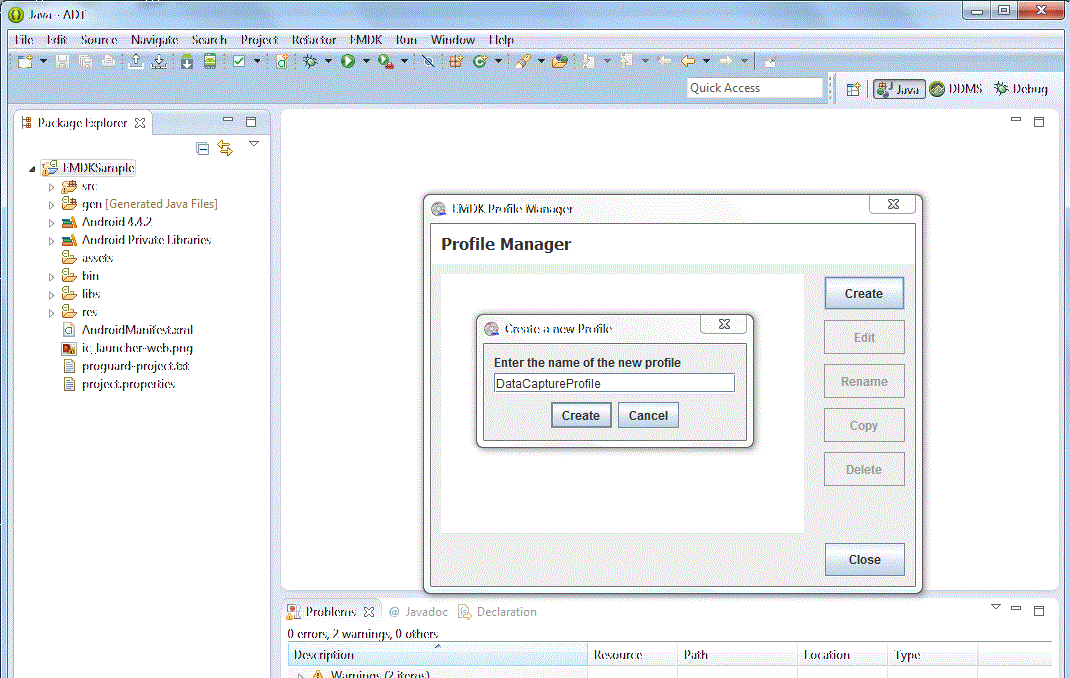 Java - ADT
File Edit Source Navigate Search Project Refactor EMDK Run Window Help
Quick Access
Java DDMS Debug
Package Explorer
EMDKSample
src
gen [Generated Java Files]
Android 4.4.2
Android Private Libraries
assets
bin
libs
res
AndroidManifest.xml
ic_launcher-web.png
proguard-project.txt
project.properties
EMDK Profile Manager
Profile Manager
Create
Edit
Rename
Copy
Delete
Close
Create a new Profile
Enter the name of the new profile
DataCaptureProfile
Create Cancel
Problems @ Javadoc Declaration
0 errors, 2 warnings, 0 others
Description Resource Path Location Type
Warnings (2 items)